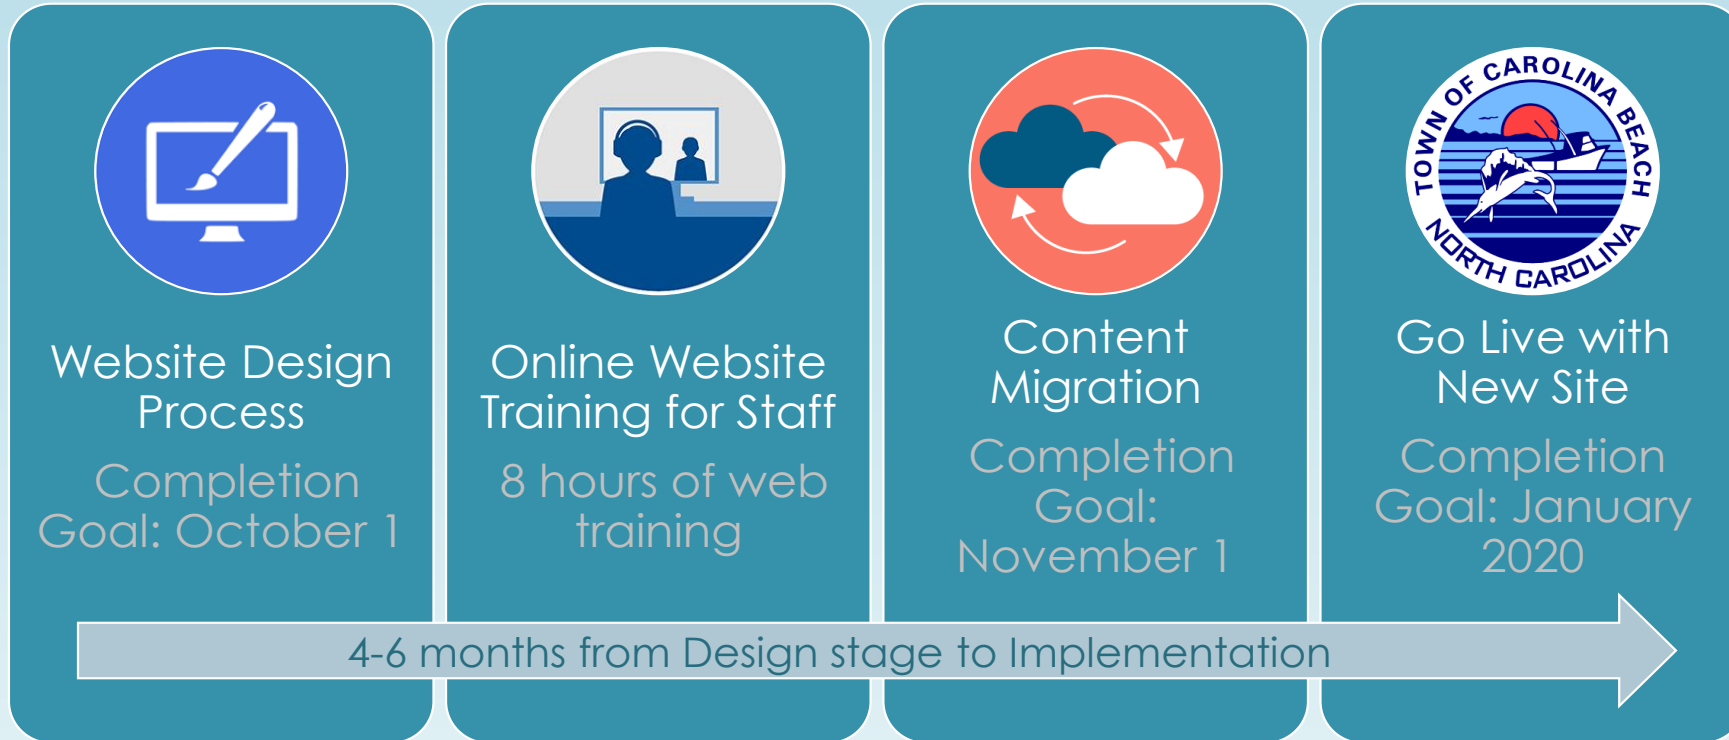 Website Design
Process
Completion
Goal: October 1
Online Website
Training for Staff
8 hours of web
training
Content
Migration
Completion
Goal:
November 1
TOWN OF CAROLINA BEACH
NORTH CAROLINA
Go Live with
New Site
Completion
Goal: January
2020
4-6 months from Design stage to Implementation